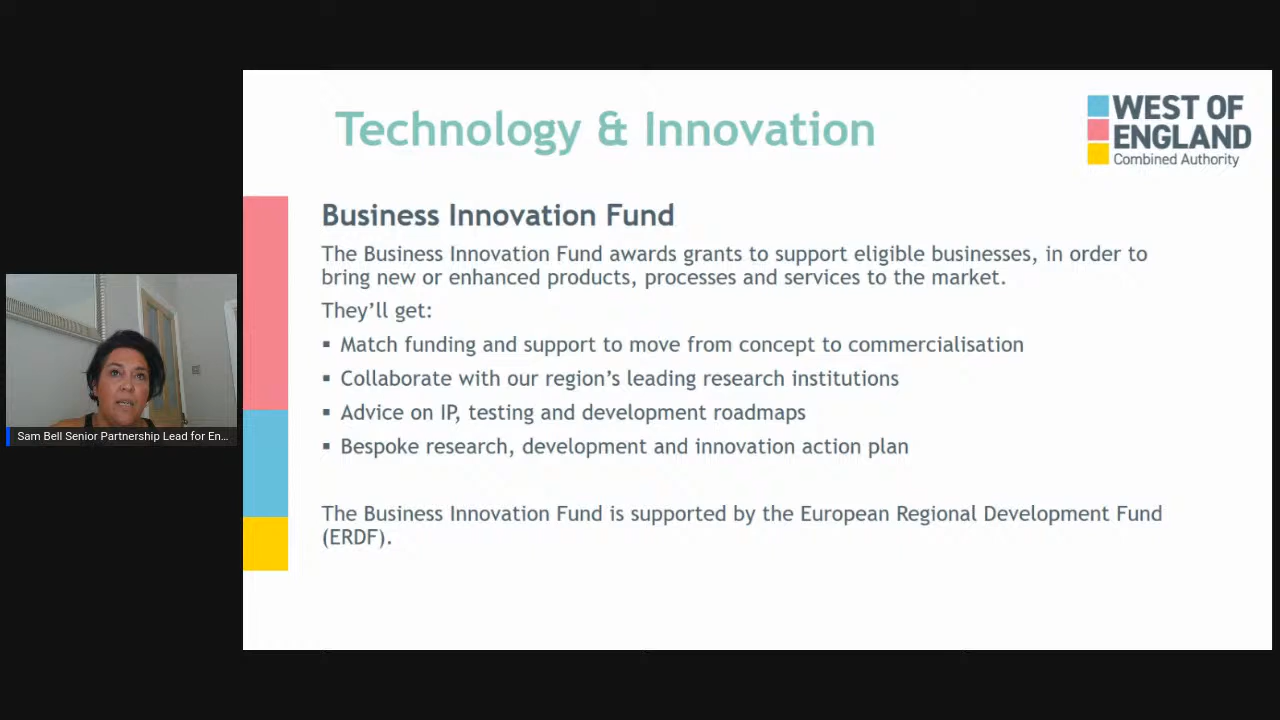 Technology & Innovation
WEST OF
ENGLAND
Combined Authority
Business Innovation Fund
The Business Innovation Fund awards grants to support eligible businesses, in order to
bring new or enhanced products, processes and services to the market.
They’ll get:
▪ Match funding and support to move from concept to commercialisation
▪ Collaborate with our region’s leading research institutions
▪ Advice on IP, testing and development roadmaps
▪ Bespoke research, development and innovation action plan
The Business Innovation Fund is supported by the European Regional Development Fund
(ERDF).
Sam Bell Senior Partnership Lead for En...